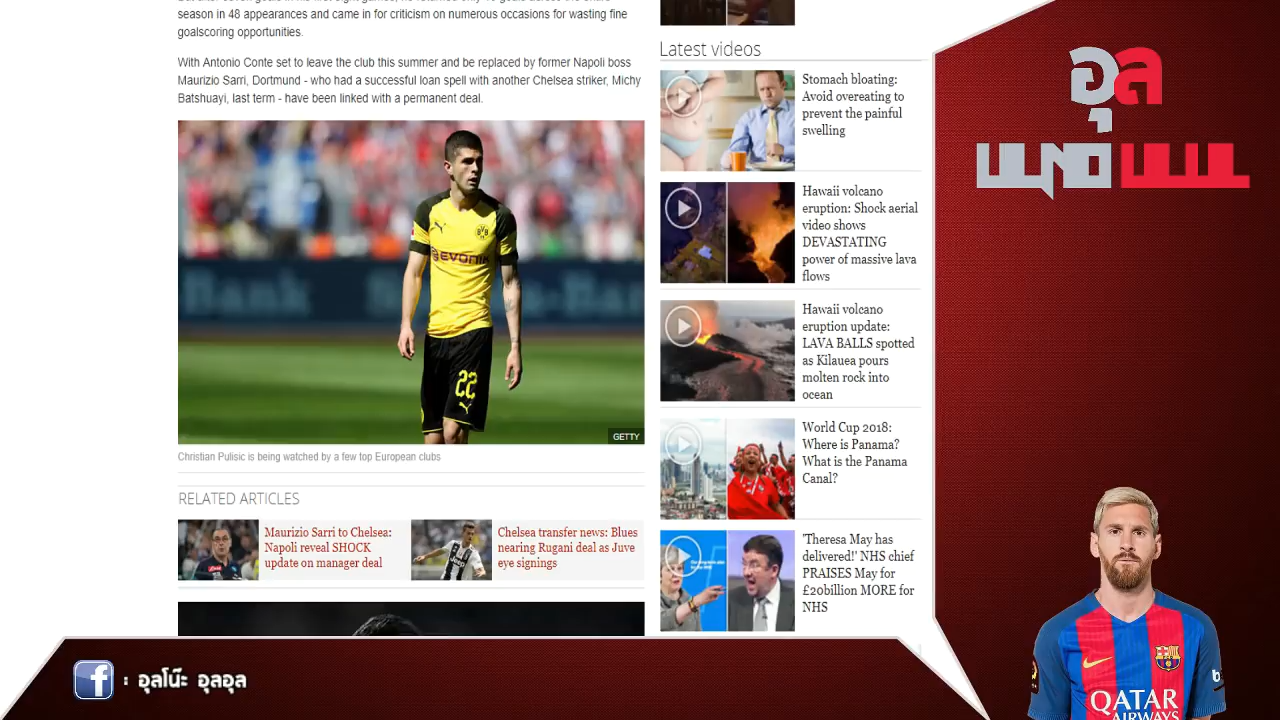 season in 48 appearances and came in for criticism on numerous occasions for wasting fine
goalscoring opportunities.
With Antonio Conte set to leave the club this summer and be replaced by former Napoli boss
Maurizio Sarri, Dortmund - who had a successful loan spell with another Chelsea striker, Michy
Batshuayi, last term - have been linked with a permanent deal.
EVONIK
22
GETTY
Christian Pulisic is being watched by a few top European clubs
RELATED ARTICLES
Maurizio Sarri to Chelsea:
Napoli reveal SHOCK
update on manager deal
Chelsea transfer news: Blues
nearing Rugani deal as Juve
eye signings
Latest videos
Stomach bloating:
Avoid overeating to
prevent the painful
swelling
Hawaii volcano
eruption: Shock aerial
video shows
DEVASTATING
power of massive lava
flows
Hawaii volcano
eruption update:
LAVA BALLS spotted
as Kilauea pours
molten rock into
ocean
World Cup 2018:
Where is Panama?
What is the Panama
Canal?
'Theresa May has
delivered!' NHS chief
PRAISES May for
£20billion MORE for
NHS
อุล
QATAR
AIRWAYS
: อุลโน๊ะ อุลอุล